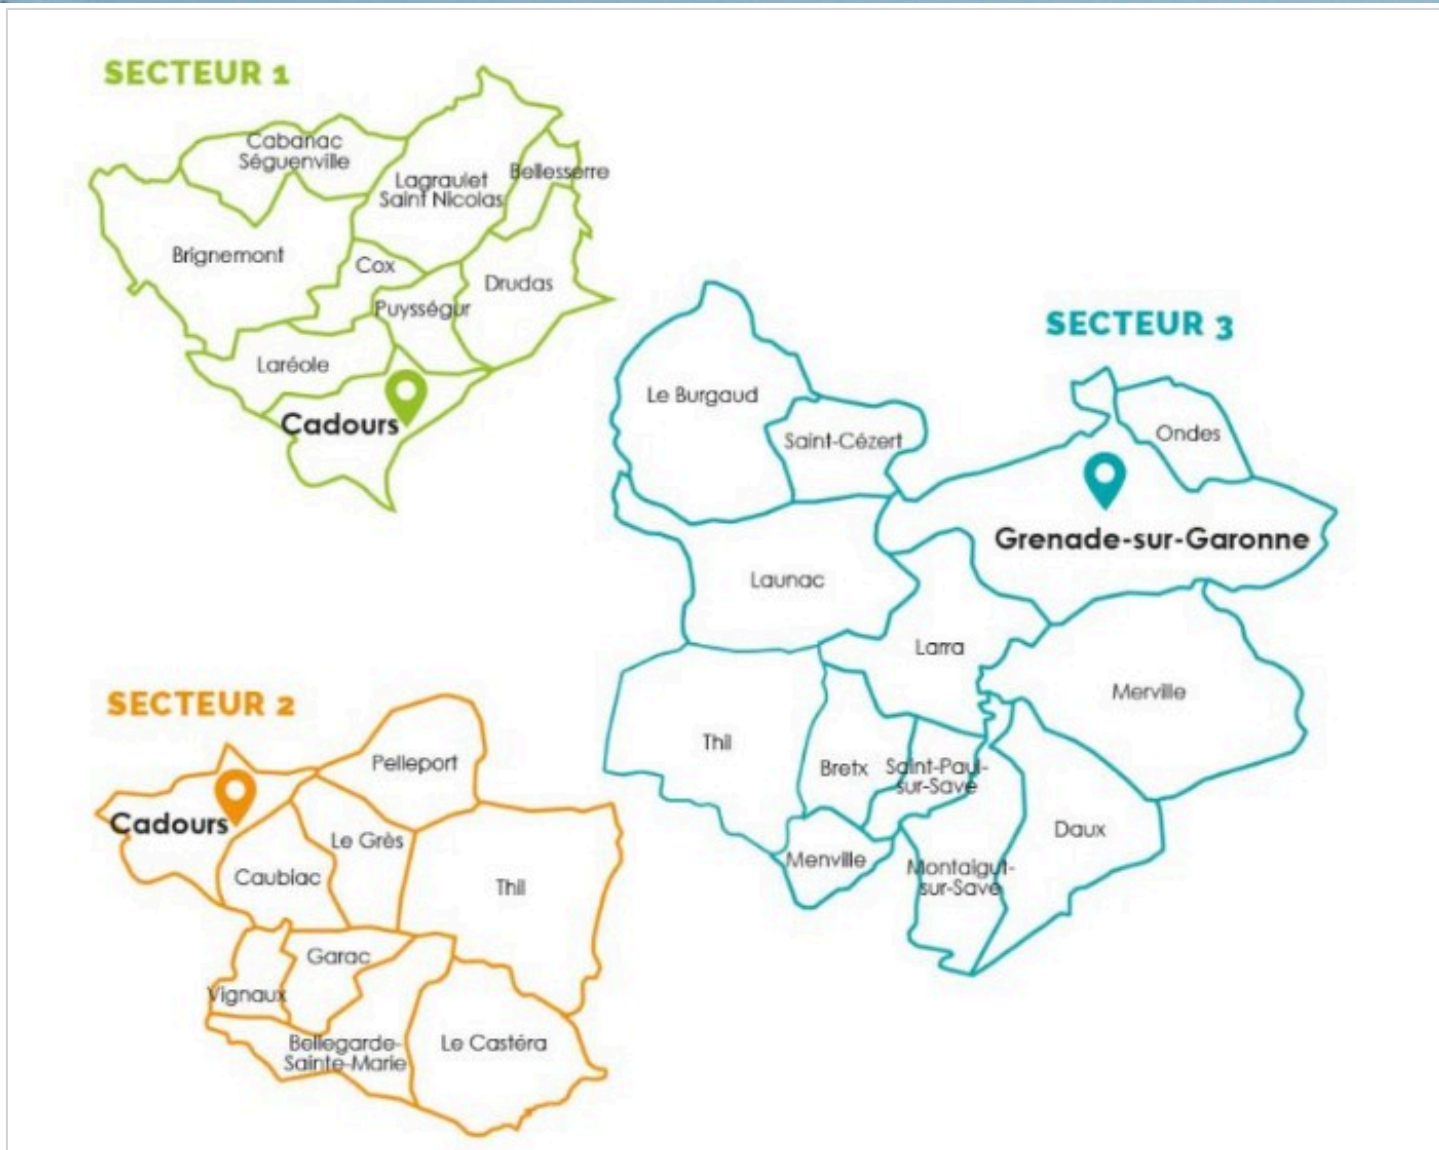 SECTEUR 1
Cabanac
Séguenville
Lagraulet
Saint Nicolas
Bellesserre
Brignemont
Cox
Drudas
Puysségur
Laréole
Cadours
SECTEUR 3
Le Burgaud
Saint-Cézert
Ondes
Grenade-sur-Garonne
Launac
Larra
Merville
Thil
Bretx
Saint-Paul-
sur-Save
Daux
Menville
Montaigut-
sur-Save
SECTEUR 2
Pelleport
Cadours
Le Grès
Caubiac
Thil
Garac
Vignaux
Bellegarde-
Sainte-Marie
Le Castéra